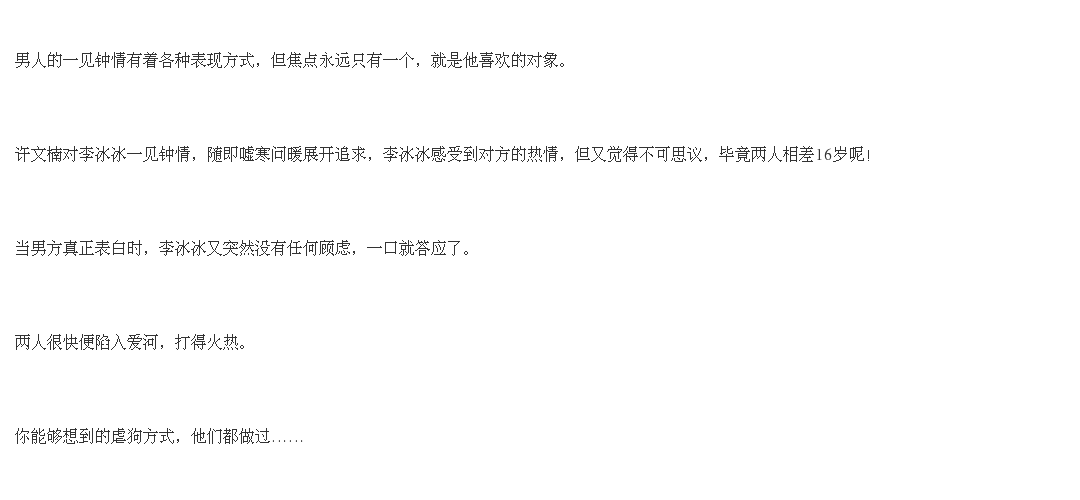 男人的一见钟情有着各种表现方式，但焦点永远只有一个，就是他喜欢的对象。
许文楠对李冰冰一见钟情，随即嘘寒问暖展开追求，李冰冰感受到对方的热情，但又觉得不可思议，毕竟两人相差16岁呢！
当男方真正表白时，李冰冰又突然没有任何顾虑，一口就答应了。
两人很快便陷入爱河，打得火热。
你能够想到的虐狗方式，他们都做过……